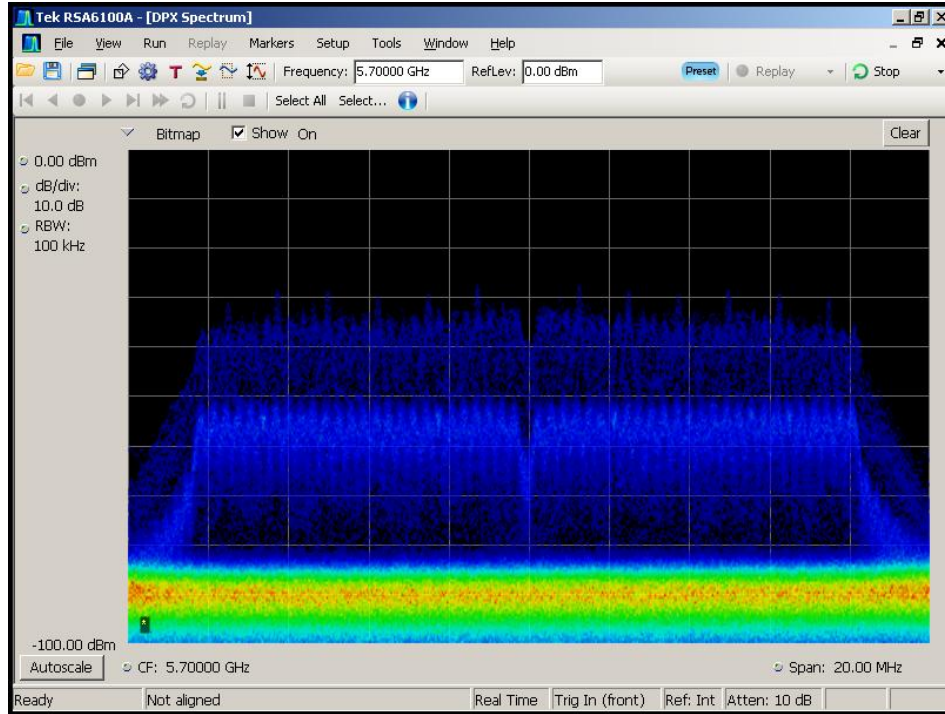 Tek RSA6100A - [DPX Spectrum]
File View Run Replay Markers Setup Tools Window Help
Frequency: 5.70000 GHz RefLev: 0.00 dBm Preset Replay Stop
Select All Select...
Bitmap Show On Clear
0.00 dBm
dB/div:
10.0 dB
RBW:
100 kHz
-100.00 dBm
Autoscale CF: 5.70000 GHz Span: 20.00 MHz
Ready Not aligned Real Time Trig In (front) Ref: Int Atten: 10 dB